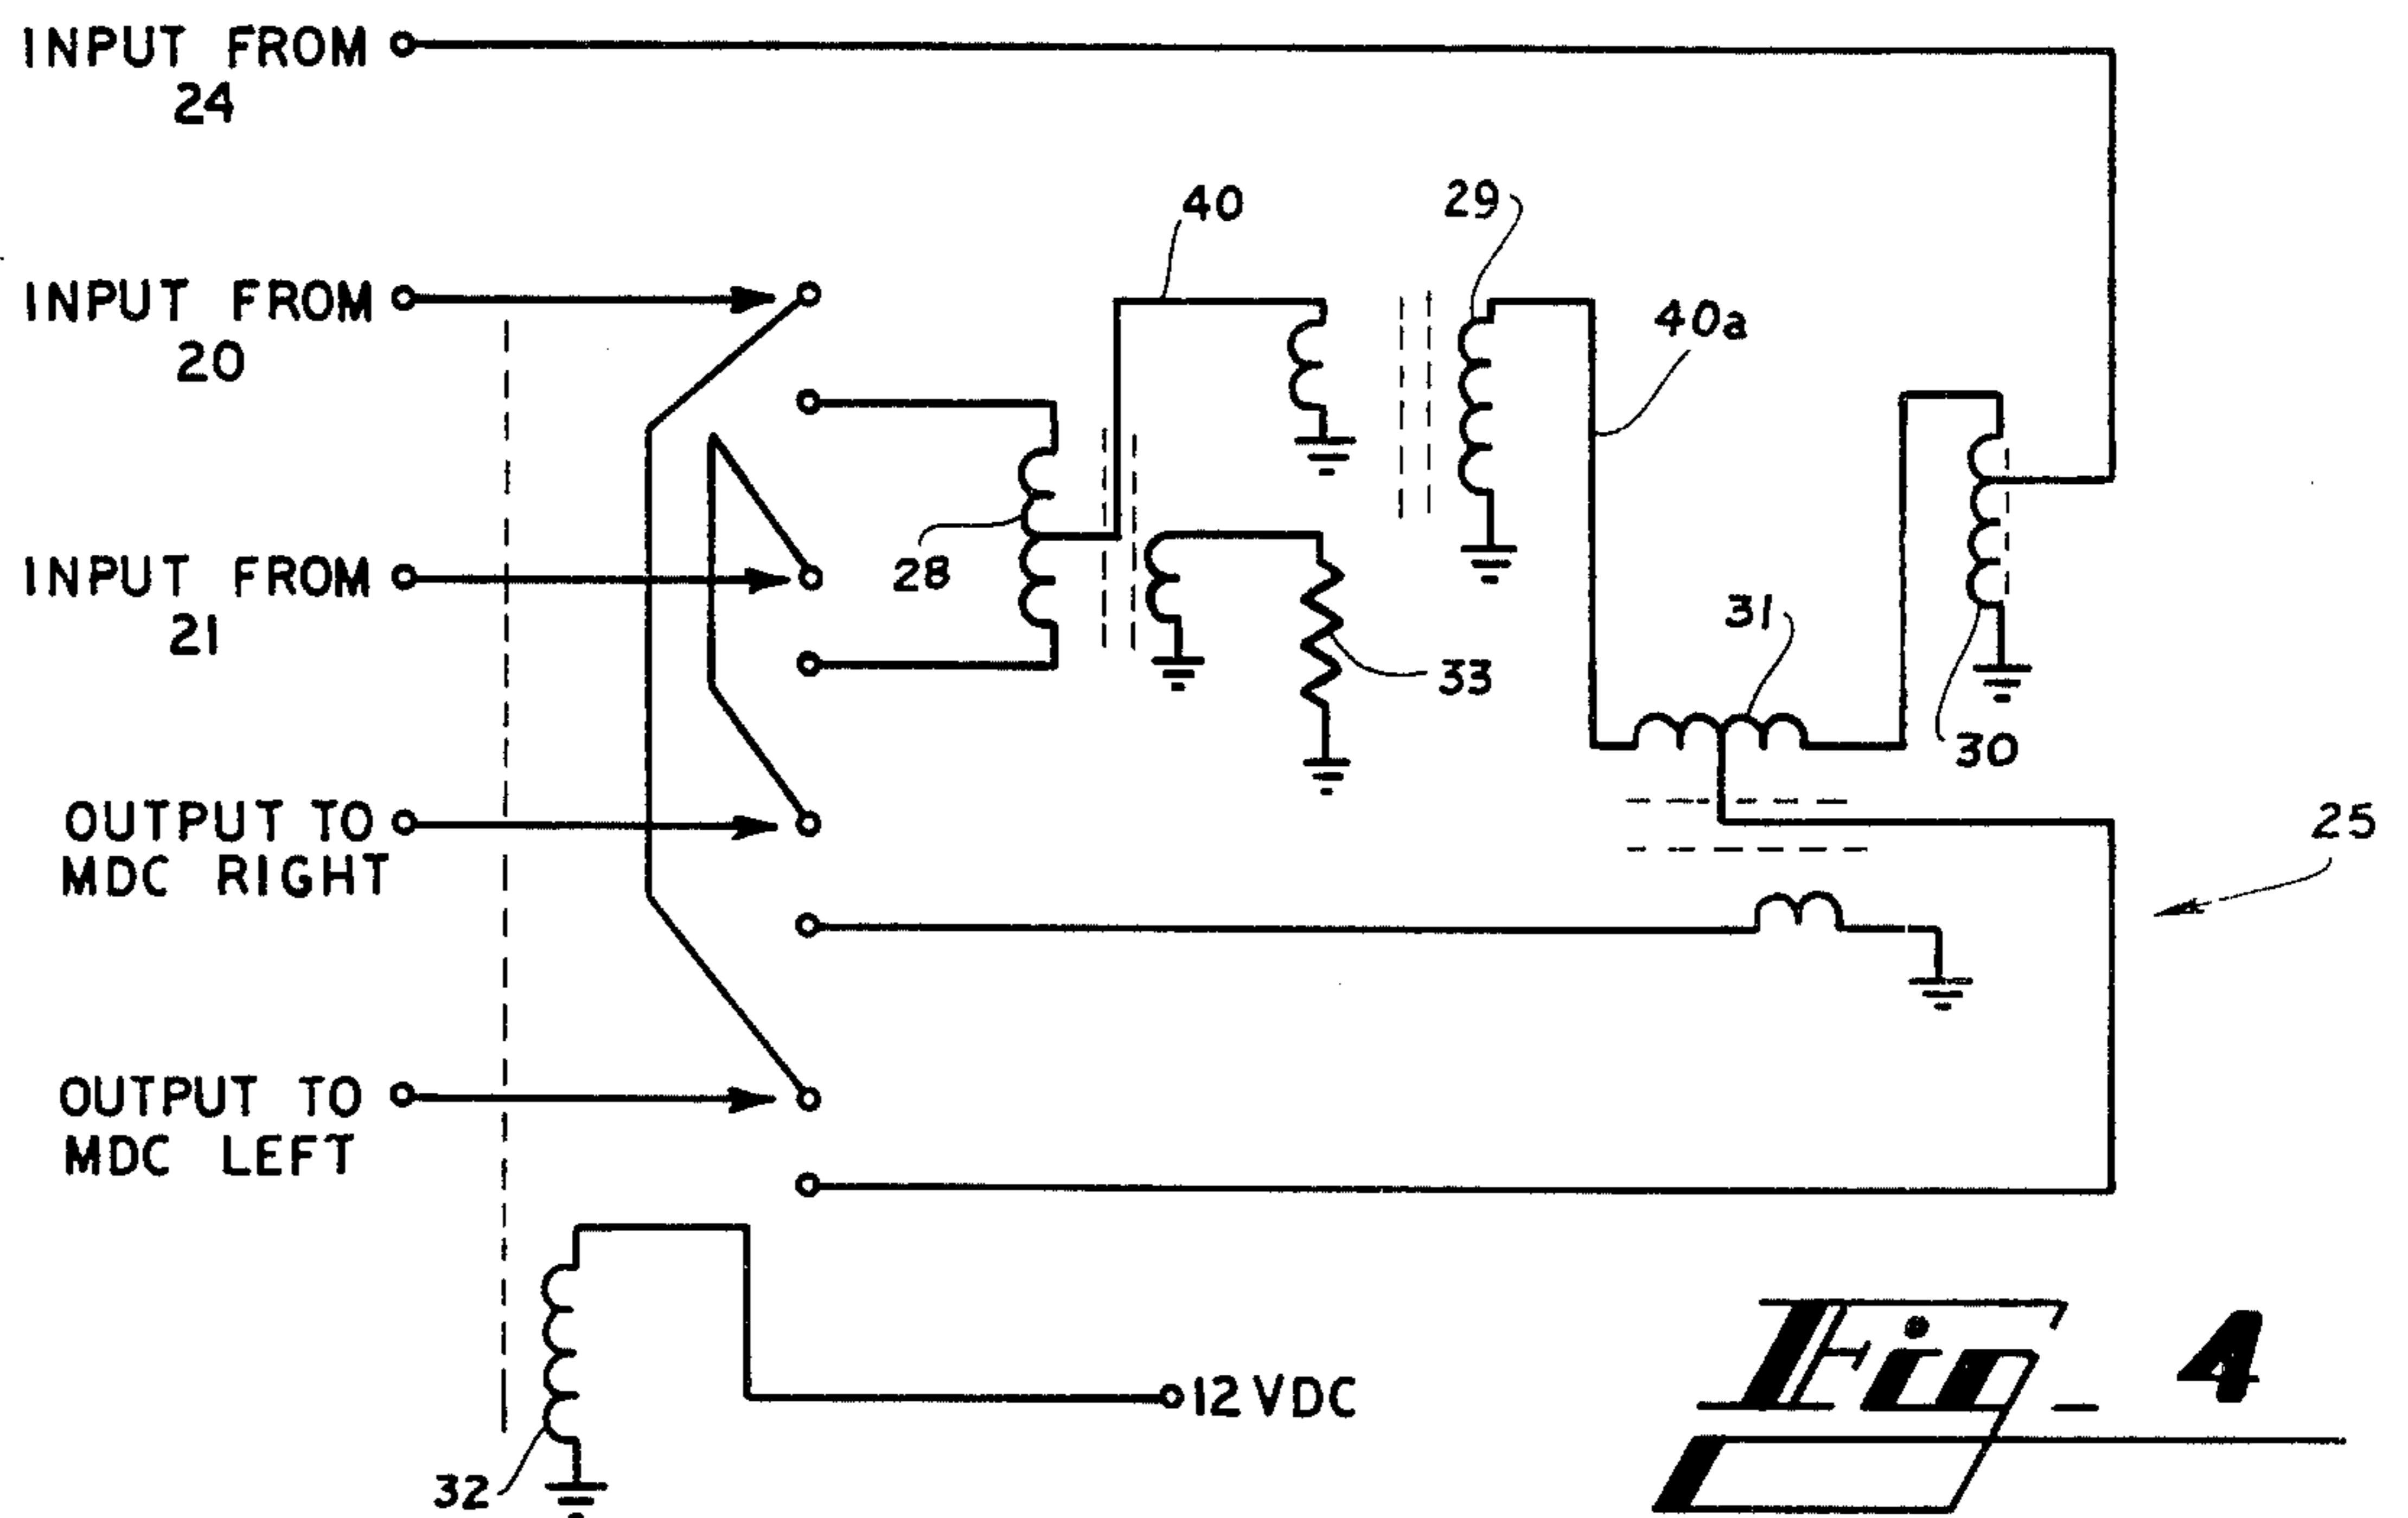 INPUT FROM
24
40
29
INPUT FROM
20
40a
INPUT FROM
21
28
31
33
30
OUTPUT TO
MDC RIGHT
25
OUTPUT TO
MDC LEFT
12 VDC
32
Fig_4